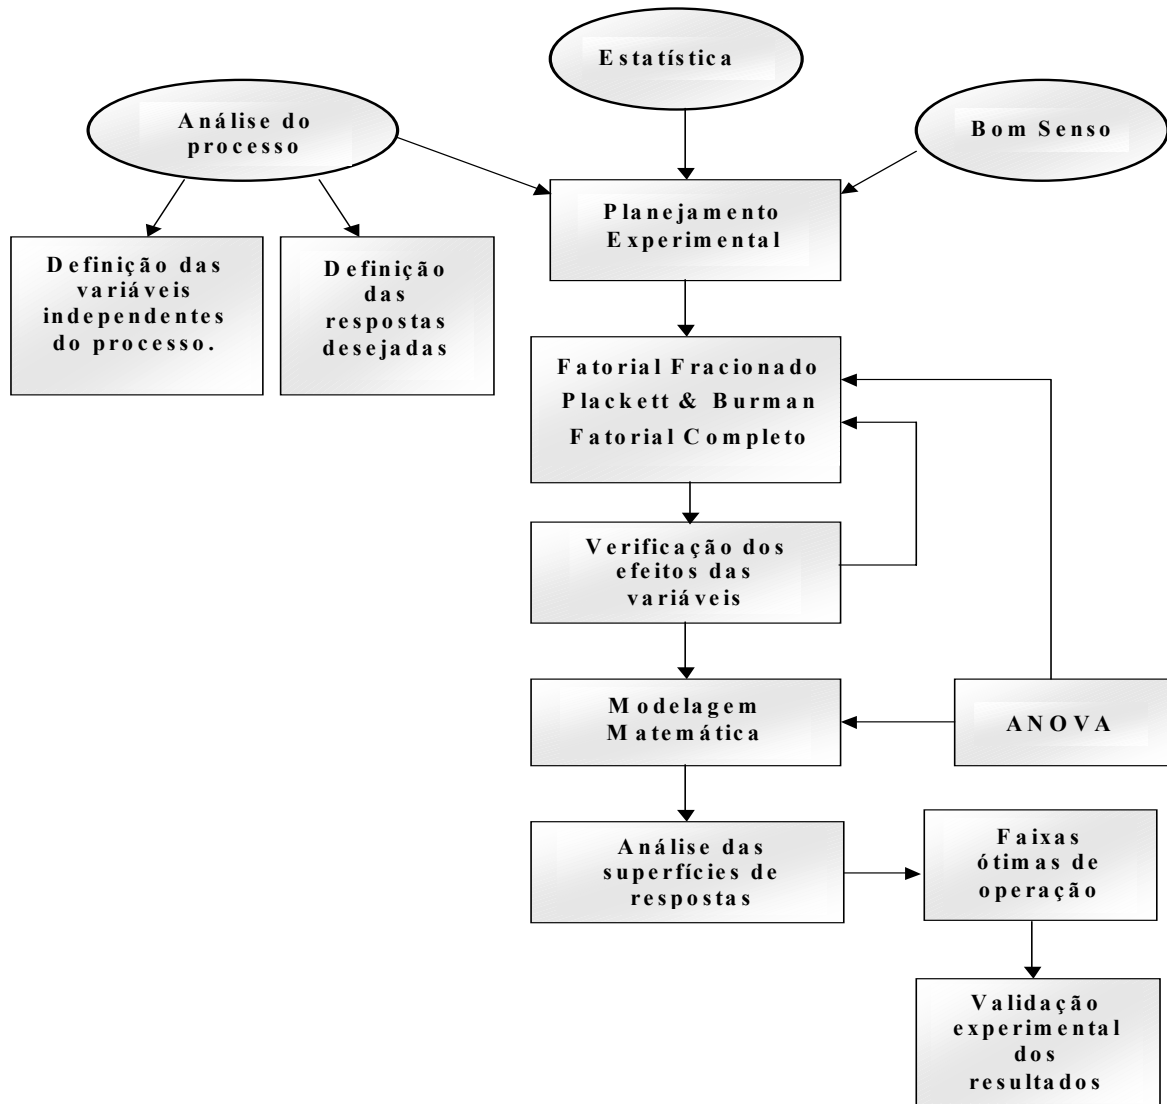 Estatística
Análise do
processo
Bom Senso
Planejamento
Experimental
Definição das
variáveis
independentes
do processo.
Definição
das
respostas
desejadas
Fatorial Fracionado
Plackett & Burman
Fatorial Completo
Verificação dos
efeitos das
variáveis
Modelagem
Matemática
ANOVA
Análise das
superfícies de
respostas
Faixas
ótimas de
operação
Validação
experimental
dos
resultados